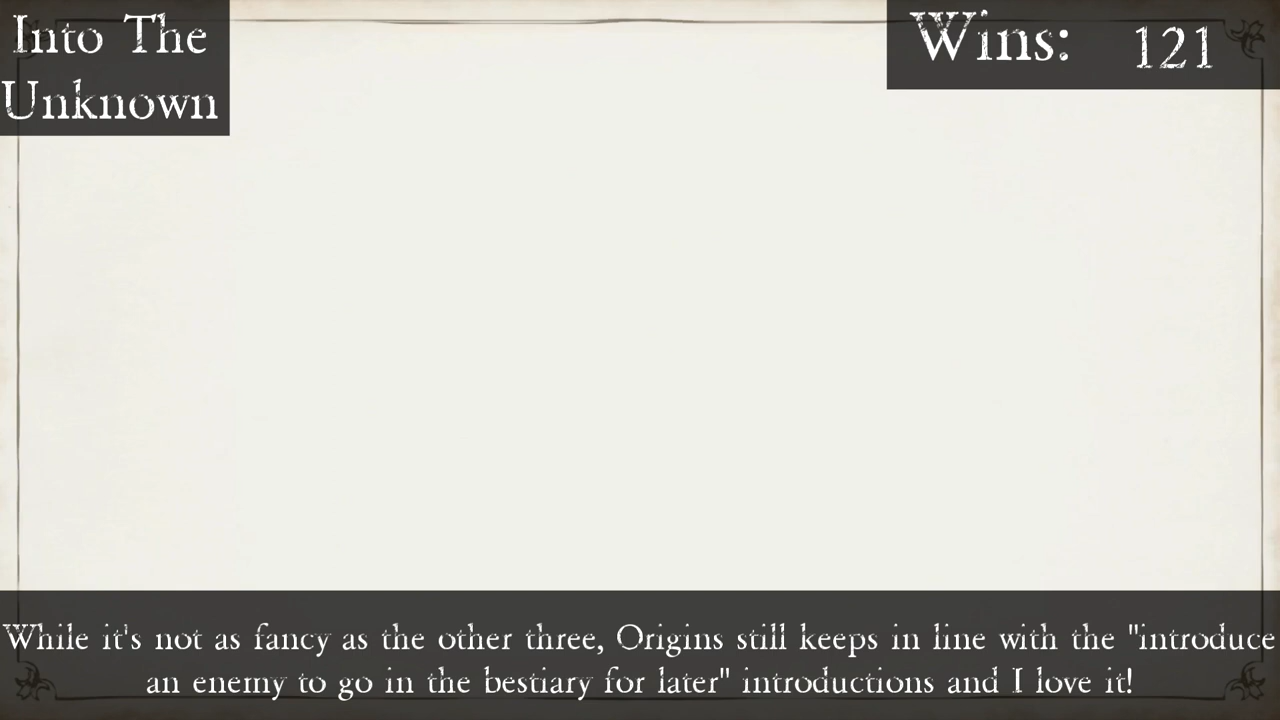 Into The
Unknown
Wins: 121
While it's not as fancy as the other three, Origins still keeps in line with the "introduce
an enemy to go in the bestiary for later" introductions and I love it!